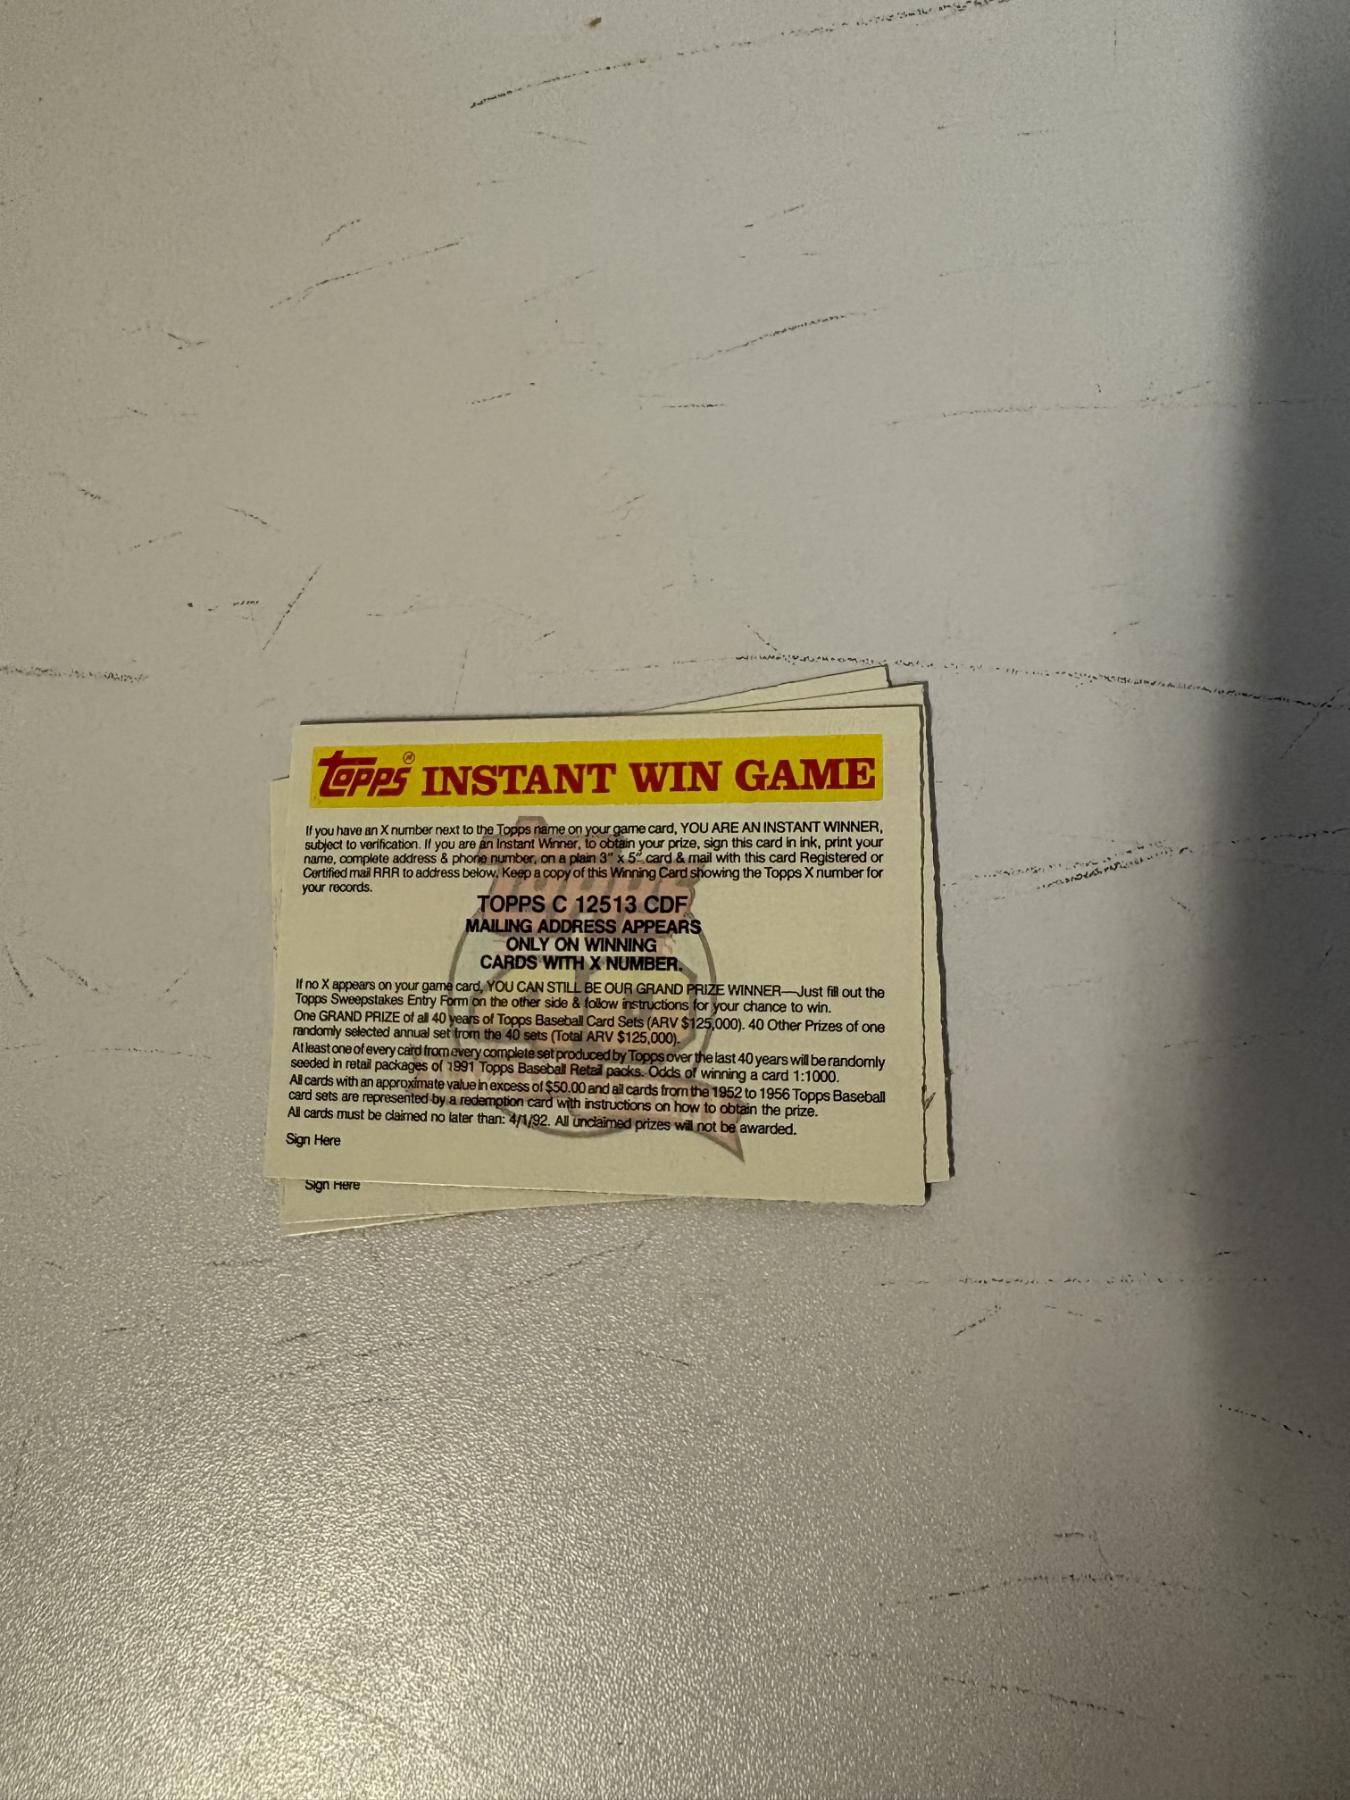 topps® INSTANT WIN GAME
If you have an X number next to the Topps name on your game card, YOU ARE AN INSTANT WINNER,
subject to verification. If you are an Instant Winner, to obtain your prize, sign this card in ink, print your
name, complete address & phone number, on a plain 3" x 5" card & mail with this card Registered or
Certified mail RRR to address below. Keep a copy of this Winning Card showing the Topps X number for
your records.
TOPPS C 12513 CDF
MAILING ADDRESS APPEARS
ONLY ON WINNING
CARDS WITH X NUMBER.
If no X appears on your game card, YOU CAN STILL BE OUR GRAND PRIZE WINNER—Just fill out the
Topps Sweepstakes Entry Form on the other side & follow instructions for your chance to win.
One GRAND PRIZE of all 40 years of Topps Baseball Card Sets (ARV $125,000). 40 Other Prizes of one
randomly selected annual set from the 40 sets (Total ARV $125,000).
At least one of every card from every complete set produced by Topps over the last 40 years will be randomly
seeded in retail packages of 1991 Topps Baseball Retail packs. Odds of winning a card 1:1000.
All cards with an approximate value in excess of $50.00 and all cards from the 1952 to 1956 Topps Baseball
card sets are represented by a redemption card with instructions on how to obtain the prize.
All cards must be claimed no later than: 4/1/92. All unclaimed prizes will not be awarded.
Sign Here
Sign Here